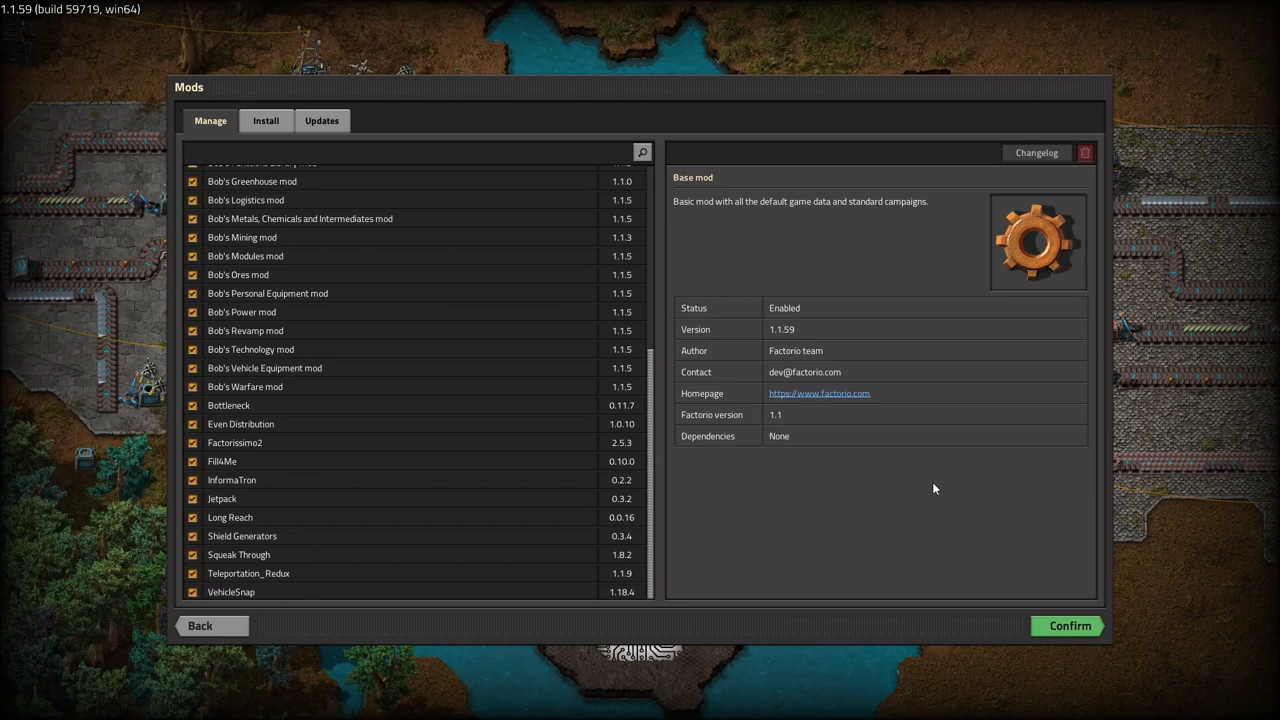 1.1.59 (build 59719, win64)
Mods
Manage Install Updates
Bob's Greenhouse mod 1.1.0
Bob's Logistics mod 1.1.5
Bob's Metals, Chemicals and Intermediates mod 1.1.5
Bob's Mining mod 1.1.3
Bob's Modules mod 1.1.5
Bob's Ores mod 1.1.5
Bob's Personal Equipment mod 1.1.5
Bob's Power mod 1.1.5
Bob's Revamp mod 1.1.5
Bob's Technology mod 1.1.5
Bob's Vehicle Equipment mod 1.1.5
Bob's Warfare mod 1.1.5
Bottleneck 0.11.7
Even Distribution 1.0.10
Factorissimo2 2.5.3
Fill4Me 0.10.0
InformaTron 0.2.2
Jetpack 0.3.2
Long Reach 0.0.16
Shield Generators 0.3.4
Squeak Through 1.8.2
Teleportation_Redux 1.1.9
VehicleSnap 1.18.4
Changelog
Base mod
Basic mod with all the default game data and standard campaigns.
Status Enabled
Version 1.1.59
Author Factorio team
Contact dev@factorio.com
Homepage https://www.factorio.com
Factorio version 1.1
Dependencies None
Back
Confirm